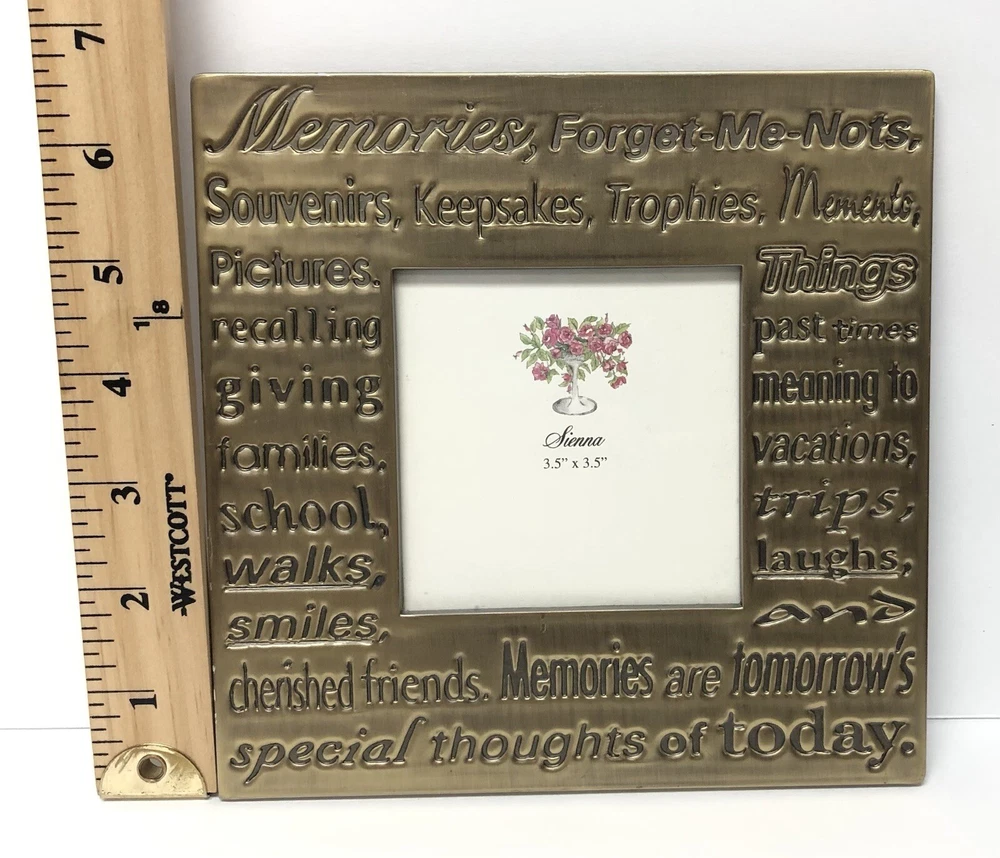 7
6
5
1/8
4
3
2
1
WESTCOTT®
Memories, Forget-Me-Nots,
Souvenirs, Keepsakes, Trophies, Memento,
Pictures. Things
recalling past times
giving meaning to
families, vacations,
school, trips,
walks, laughs,
smiles, and
cherished friends. Memories are tomorrow's
special thoughts of today.
Sienna
3.5" x 3.5"